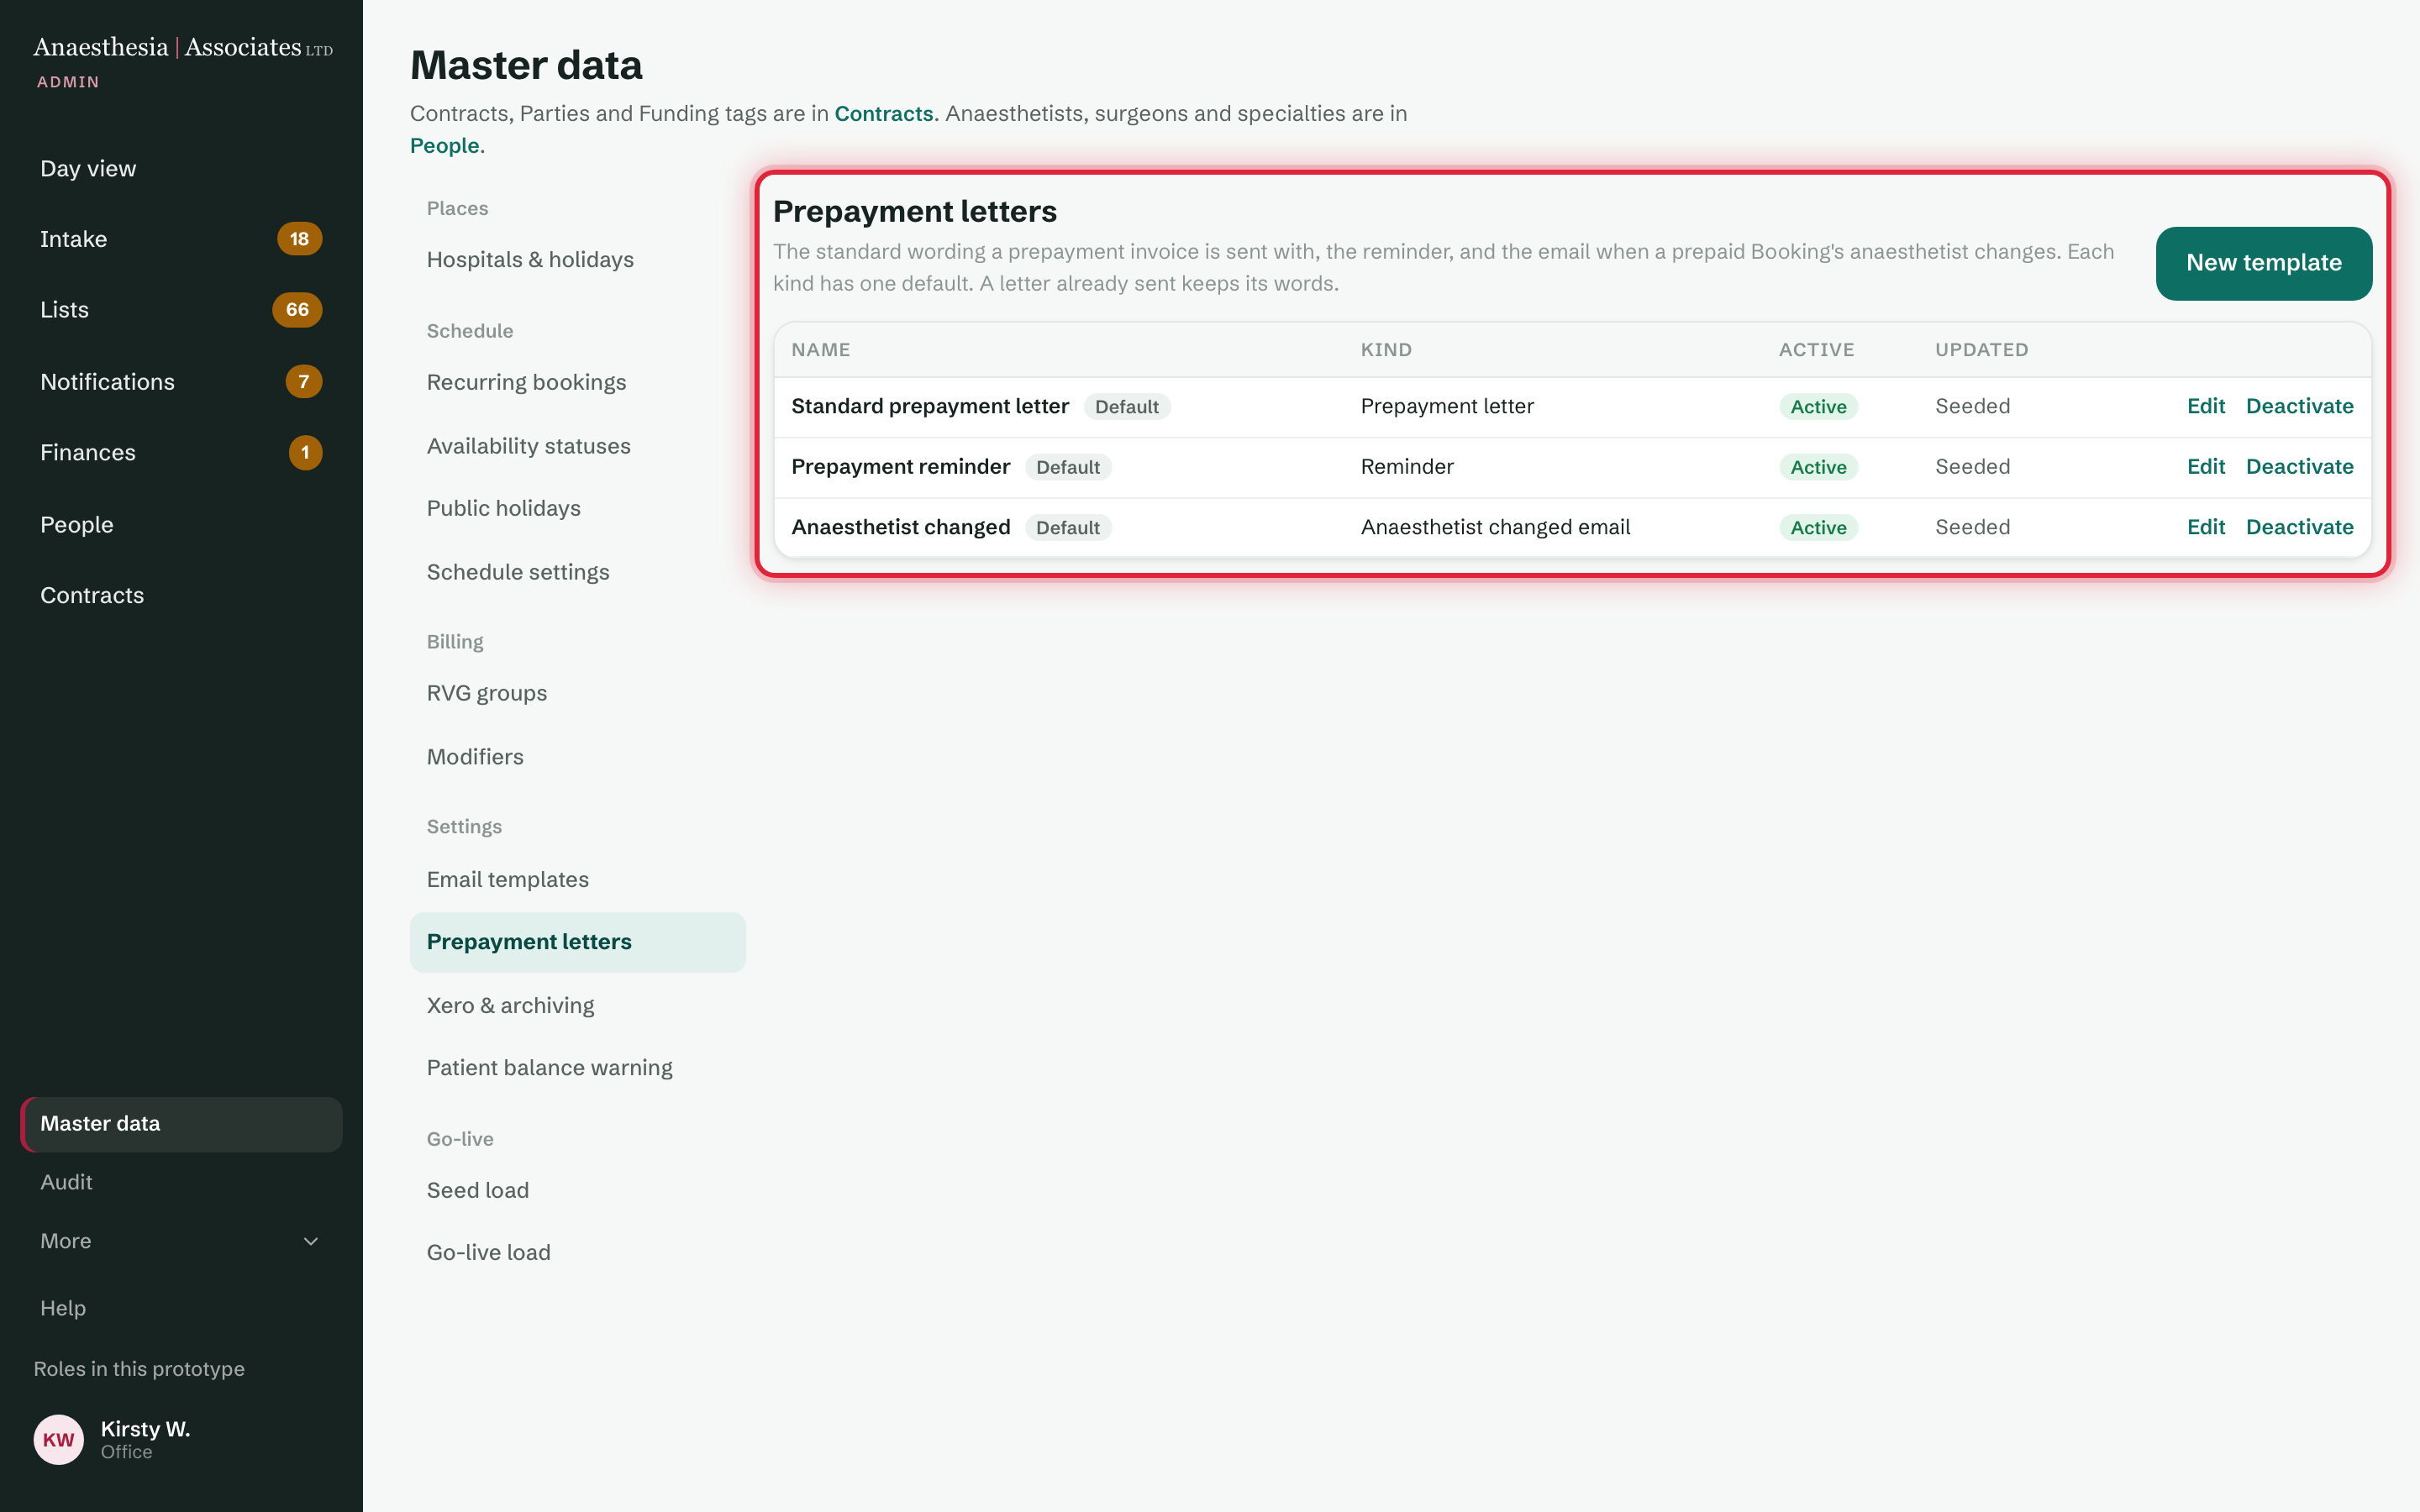 Anaesthesia | Associates LTD
ADMIN
Day view
Intake 18
Lists 66
Notifications 7
Finances 1
People
Contracts
Master data
Audit
More
Help
Roles in this prototype
KW
Kirsty W.
Office
Master data
Contracts, Parties and Funding tags are in Contracts. Anaesthetists, surgeons and specialties are in
People.
Places
Hospitals & holidays
Schedule
Recurring bookings
Availability statuses
Public holidays
Schedule settings
Billing
RVG groups
Modifiers
Settings
Email templates
Prepayment letters
Xero & archiving
Patient balance warning
Go-live
Seed load
Go-live load
Prepayment letters
The standard wording a prepayment invoice is sent with, the reminder, and the email when a prepaid Booking's anaesthetist changes. Each
kind has one default. A letter already sent keeps its words.
New template
NAME KIND ACTIVE UPDATED
Standard prepayment letter Default Prepayment letter Active Seeded Edit Deactivate
Prepayment reminder Default Reminder Active Seeded Edit Deactivate
Anaesthetist changed Default Anaesthetist changed email Active Seeded Edit Deactivate